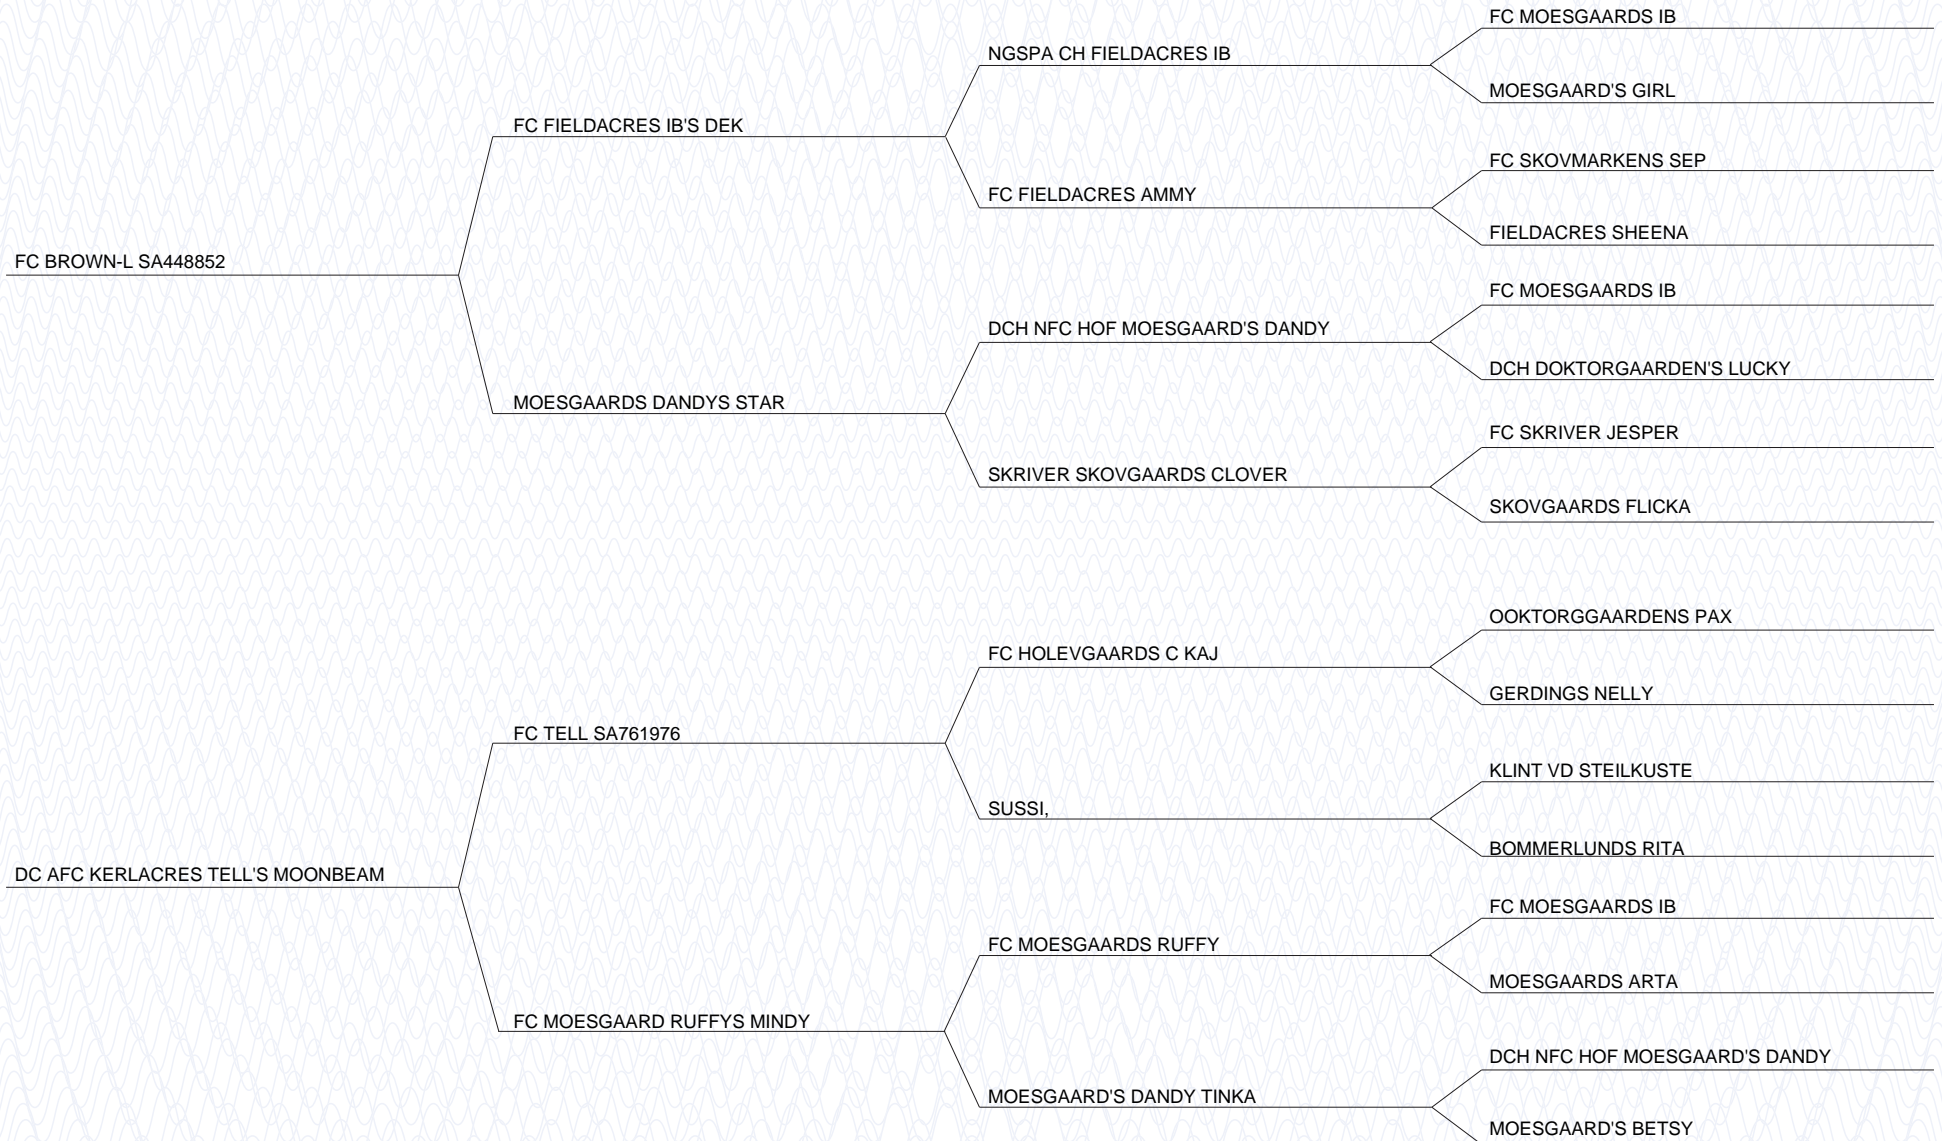 FC MOESGAARDS IB
NGSPA CH FIELDACRES IB
MOESGAARD'S GIRL
FC FIELDACRES IB'S DEK
FC SKOVMARKENS SEP
FC FIELDACRES AMMY
FIELDACRES SHEENA
FC BROWN-L SA448852
FC MOESGAARDS IB
DCH NFC HOF MOESGAARD'S DANDY
DCH DOKTORGAARDEN'S LUCKY
MOESGAARDS DANDYS STAR
FC SKRIVER JESPER
SKRIVER SKOVGAARDS CLOVER
SKOVGAARDS FLICKA
OOKTORGGAARDENS PAX
FC HOLEVGAARDS C KAJ
GERDINGS NELLY
FC TELL SA761976
KLINT VD STEILKUSTE
SUSSI,
BOMMERLUNDS RITA
DC AFC KERLACRES TELL'S MOONBEAM
FC MOESGAARDS IB
FC MOESGAARDS RUFFY
MOESGAARDS ARTA
FC MOESGAARD RUFFYS MINDY
DCH NFC HOF MOESGAARD'S DANDY
MOESGAARD'S DANDY TINKA
MOESGAARD'S BETSY